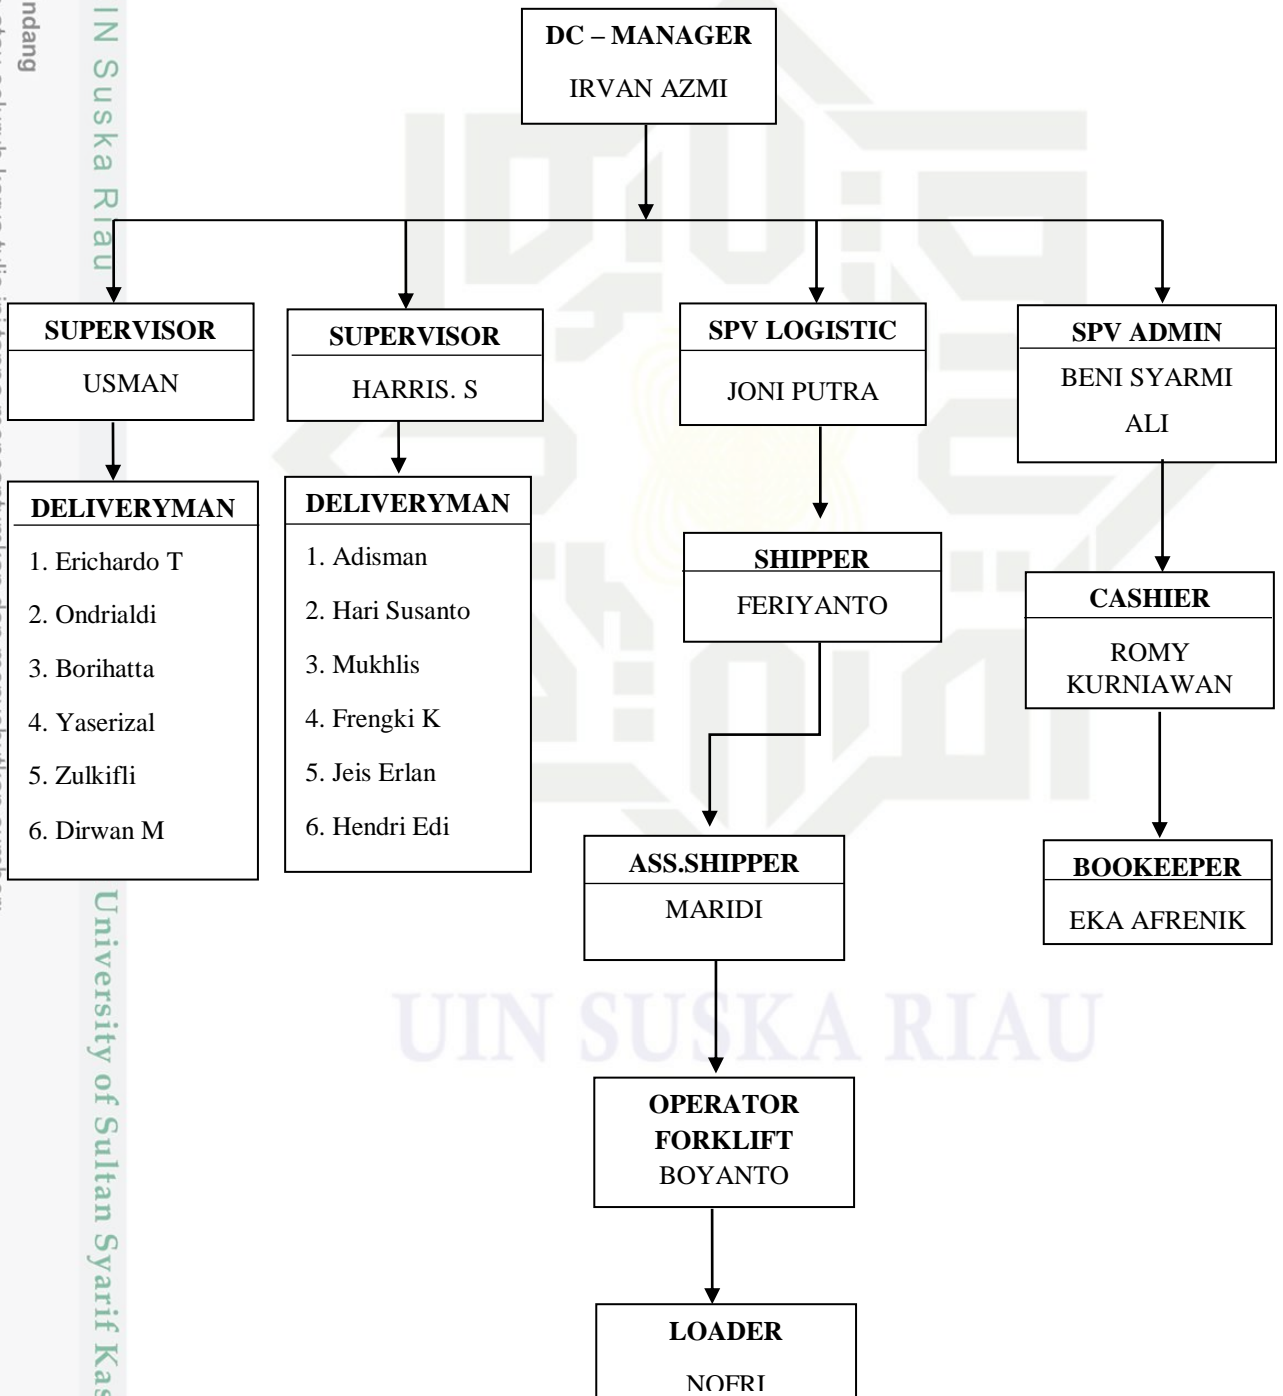 DC – MANAGER
IRVAN AZMI
SUPERVISOR
USMAN
SUPERVISOR
HARRIS. S
SPV LOGISTIC
JONI PUTRA
SPV ADMIN
BENI SYARMI
ALI
DELIVERYMAN
1. Erichardo T
2. Ondrialdi
3. Borihatta
4. Yaserizal
5. Zulkifli
6. Dirwan M
DELIVERYMAN
1. Adisman
2. Hari Susanto
3. Mukhlis
4. Frengki K
5. Jeis Erlan
6. Hendri Edi
SHIPPER
FERIYANTO
CASHIER
ROMY
KURNIAWAN
ASS.SHIPPER
MARIDI
BOOKEEPER
EKA AFRENIK
OPERATOR
FORKLIFT
BOYANTO
LOADER
NOFRI
UIN SUSKA RIAU
IN Suska Riau
University of Sultan Syarif Kas
ndang